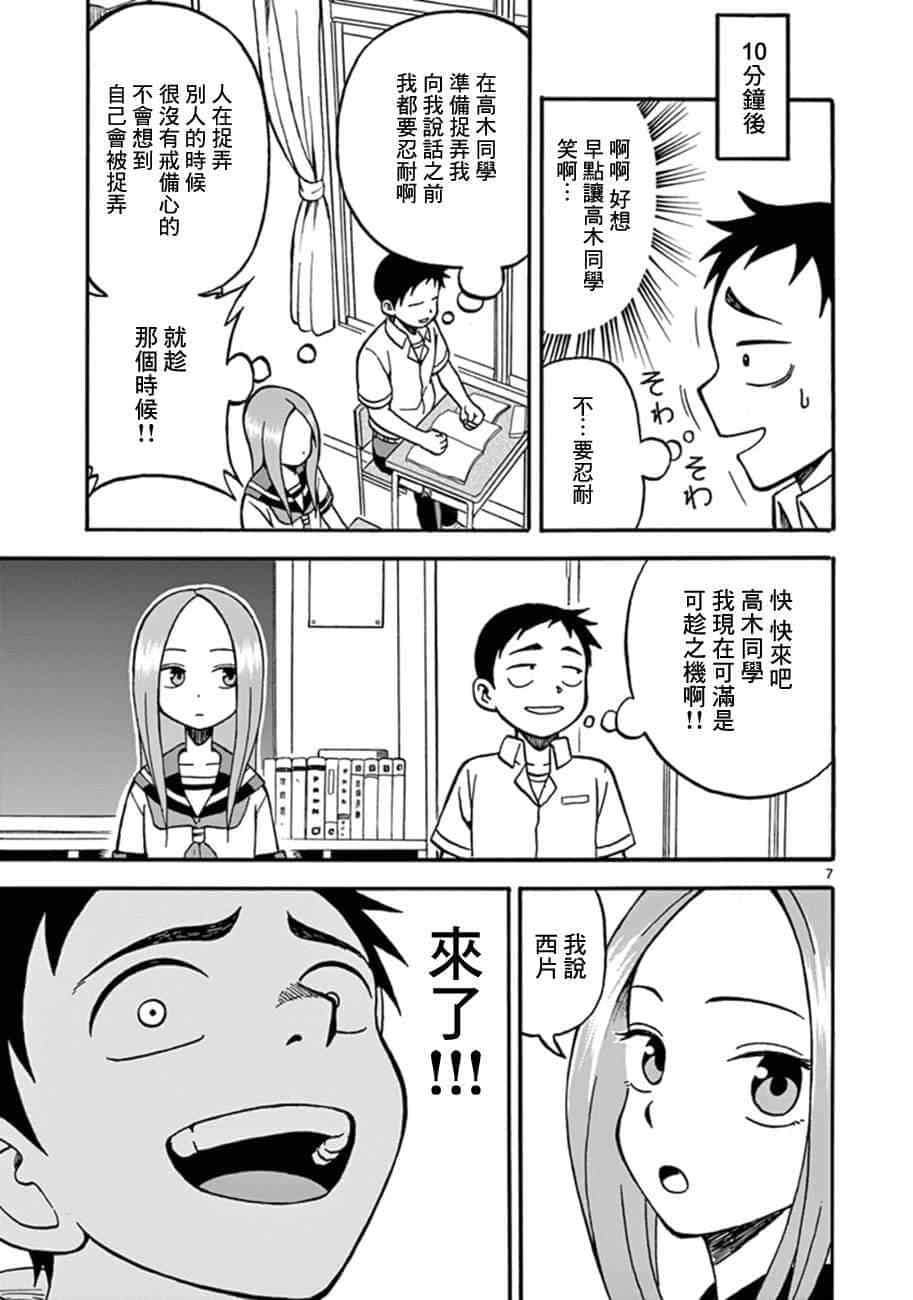 10分鐘後
啊啊 好想
早點讓高木同學
笑啊…
そわ
そわ
不…要忍耐
在高木同學
準備捉弄我
向我說話之前
我都要忍耐啊
人在捉弄
別人的時候
很沒有戒備心的
不會想到
自己會被捉弄
就趁
那個時候!!
快 快來吧
高木同學
我現在可滿是
可趁之機啊!!
7
我說
西片
來了!!!